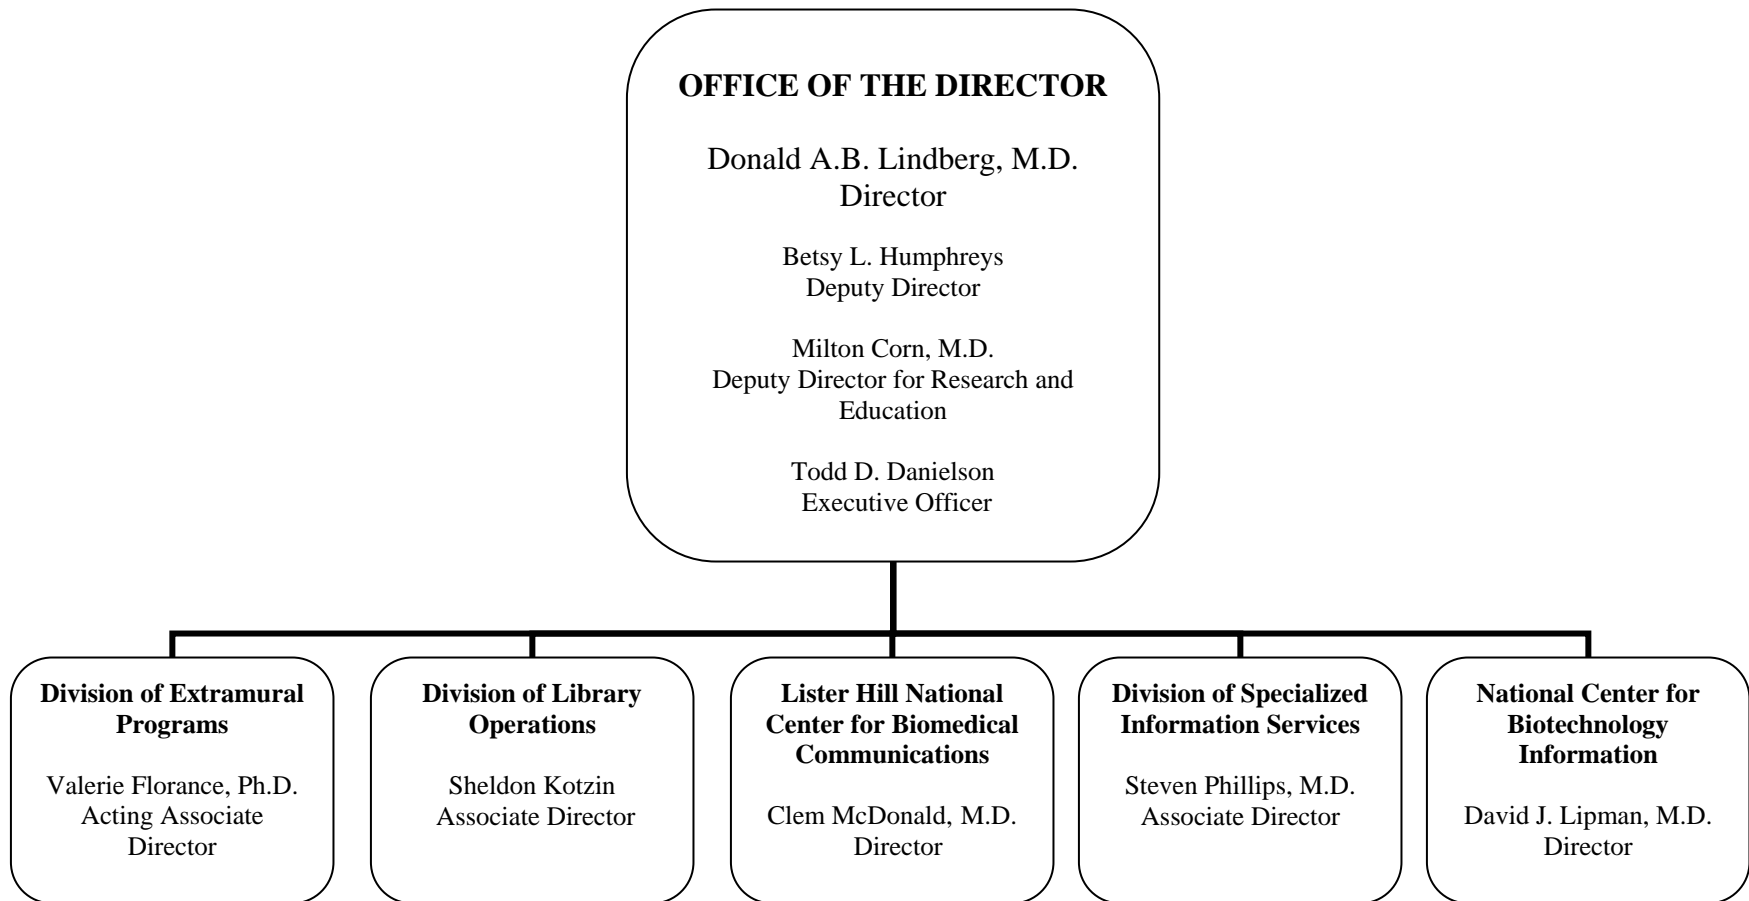 OFFICE OF THE DIRECTOR
Donald A.B. Lindberg, M.D.
Director
Betsy L. Humphreys
Deputy Director
Milton Corn, M.D.
Deputy Director for Research and
Education
Todd D. Danielson
Executive Officer
Division of Extramural
Programs
Valerie Florance, Ph.D.
Acting Associate
Director
Division of Library
Operations
Sheldon Kotzin
Associate Director
Lister Hill National
Center for Biomedical
Communications
Clem McDonald, M.D.
Director
Division of Specialized
Information Services
Steven Phillips, M.D.
Associate Director
National Center for
Biotechnology
Information
David J. Lipman, M.D.
Director